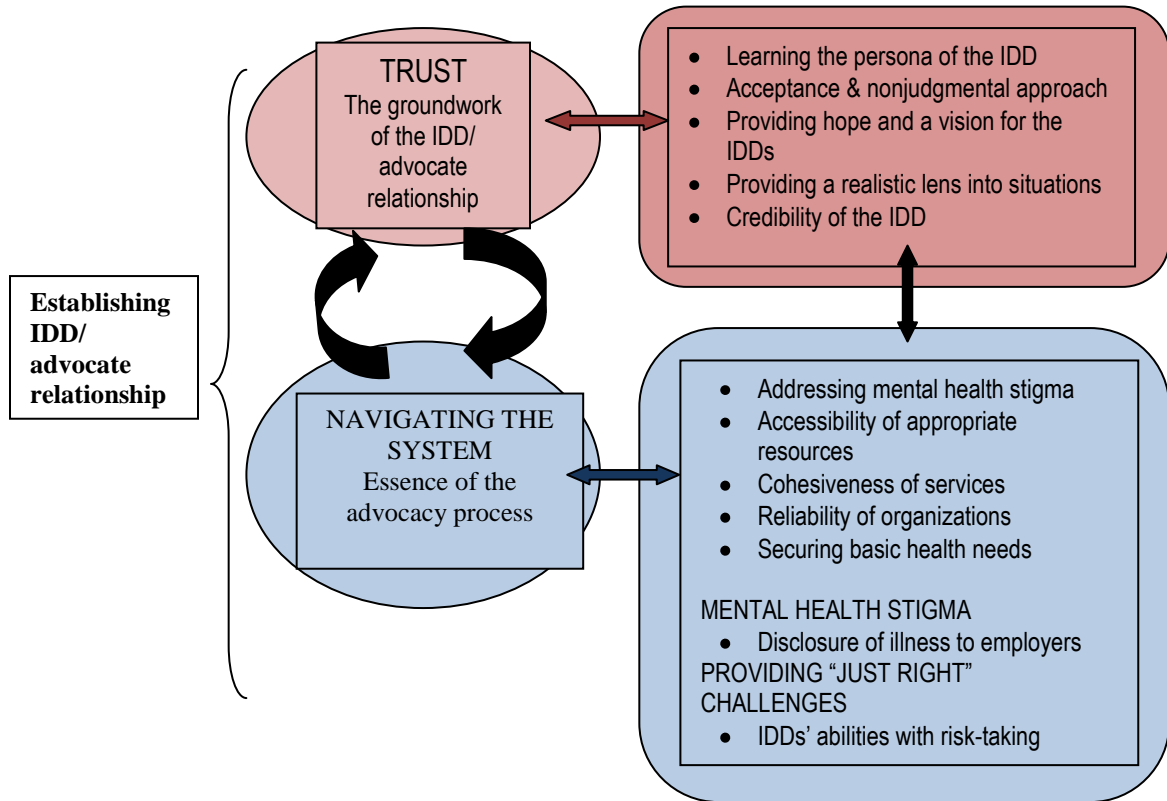 Establishing
IDD/
advocate
relationship
TRUST
The groundwork
of the IDD/
advocate
relationship
• Learning the persona of the IDD
• Acceptance & nonjudgmental approach
• Providing hope and a vision for the
IDDs
• Providing a realistic lens into situations
• Credibility of the IDD
NAVIGATING THE
SYSTEM
Essence of the
advocacy process
• Addressing mental health stigma
• Accessibility of appropriate
resources
• Cohesiveness of services
• Reliability of organizations
• Securing basic health needs
MENTAL HEALTH STIGMA
• Disclosure of illness to employers
PROVIDING “JUST RIGHT”
CHALLENGES
• IDDs’ abilities with risk-taking